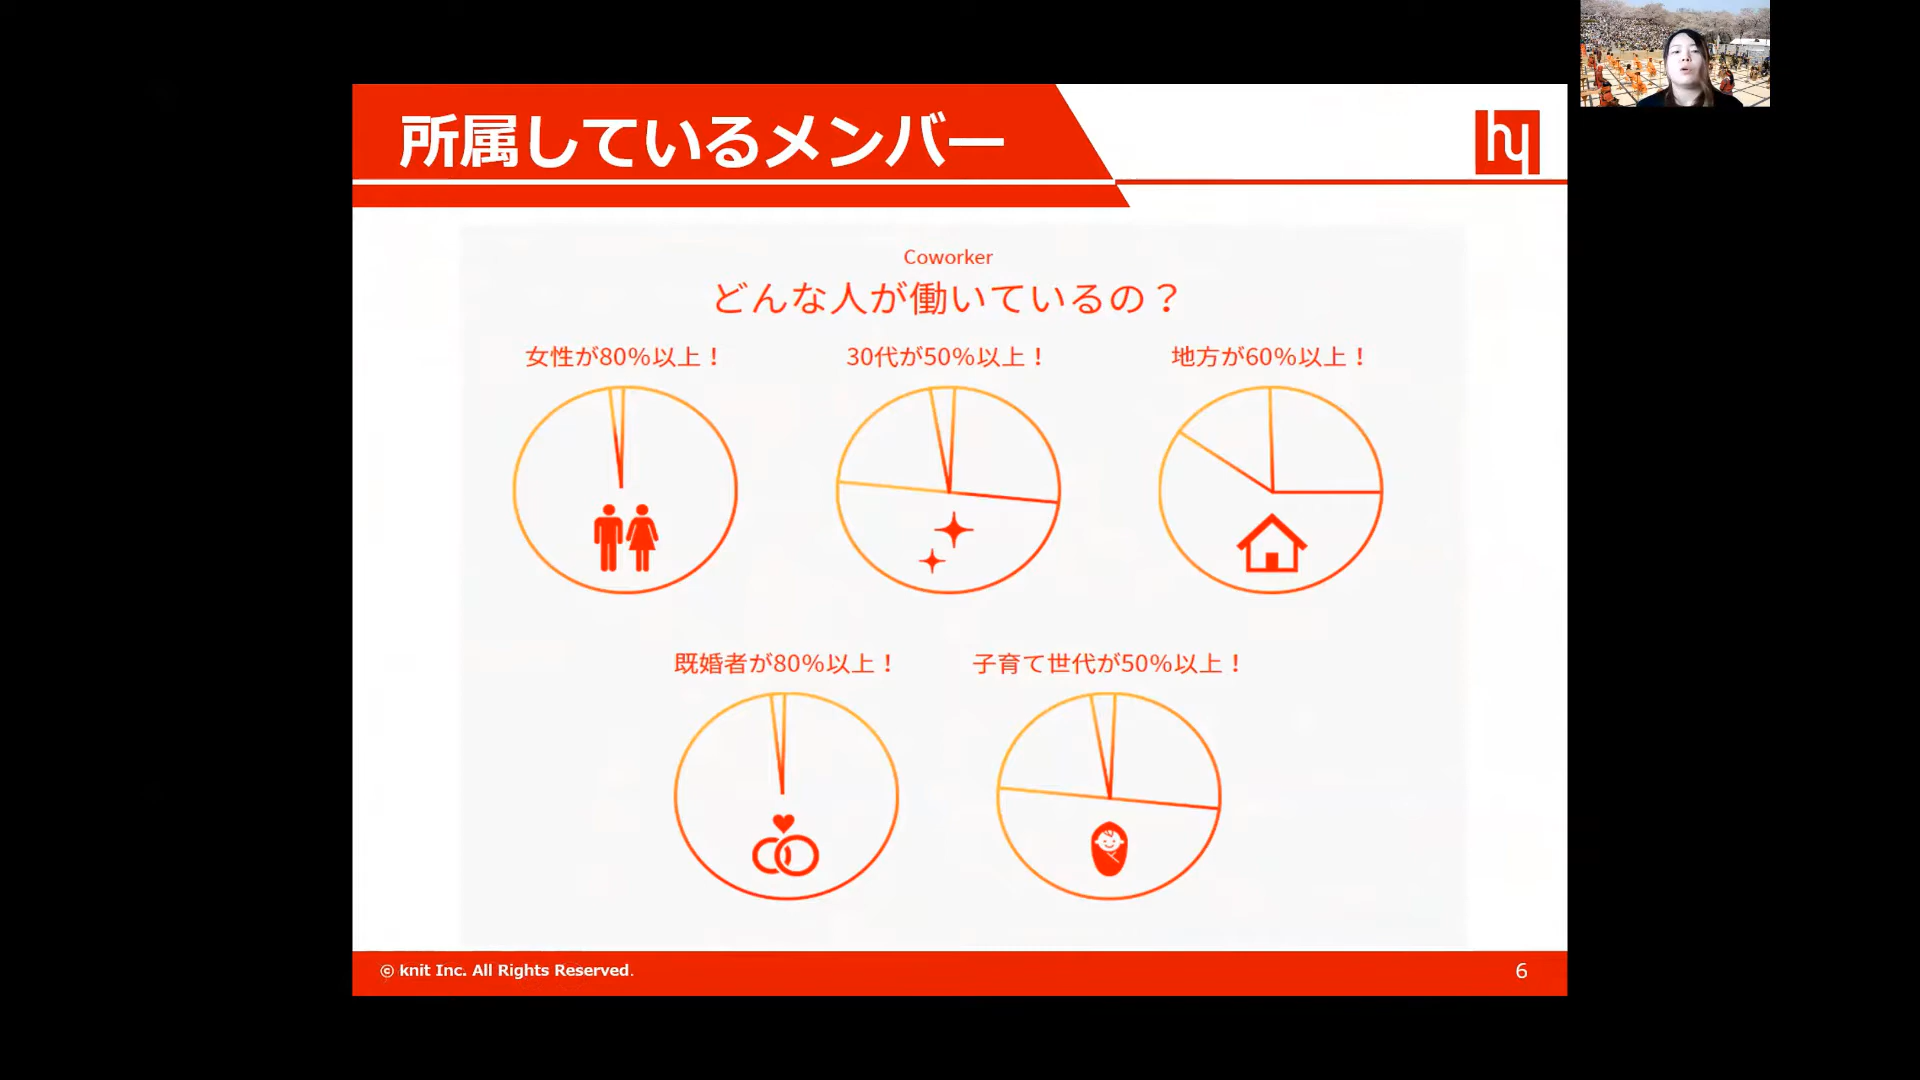 所属しているメンバー
hy
Coworker
どんな人が働いているの？
女性が80%以上！
30代が50%以上！
地方が60%以上！
既婚者が80%以上！
子育て世代が50%以上！
© knit Inc. All Rights Reserved.
6